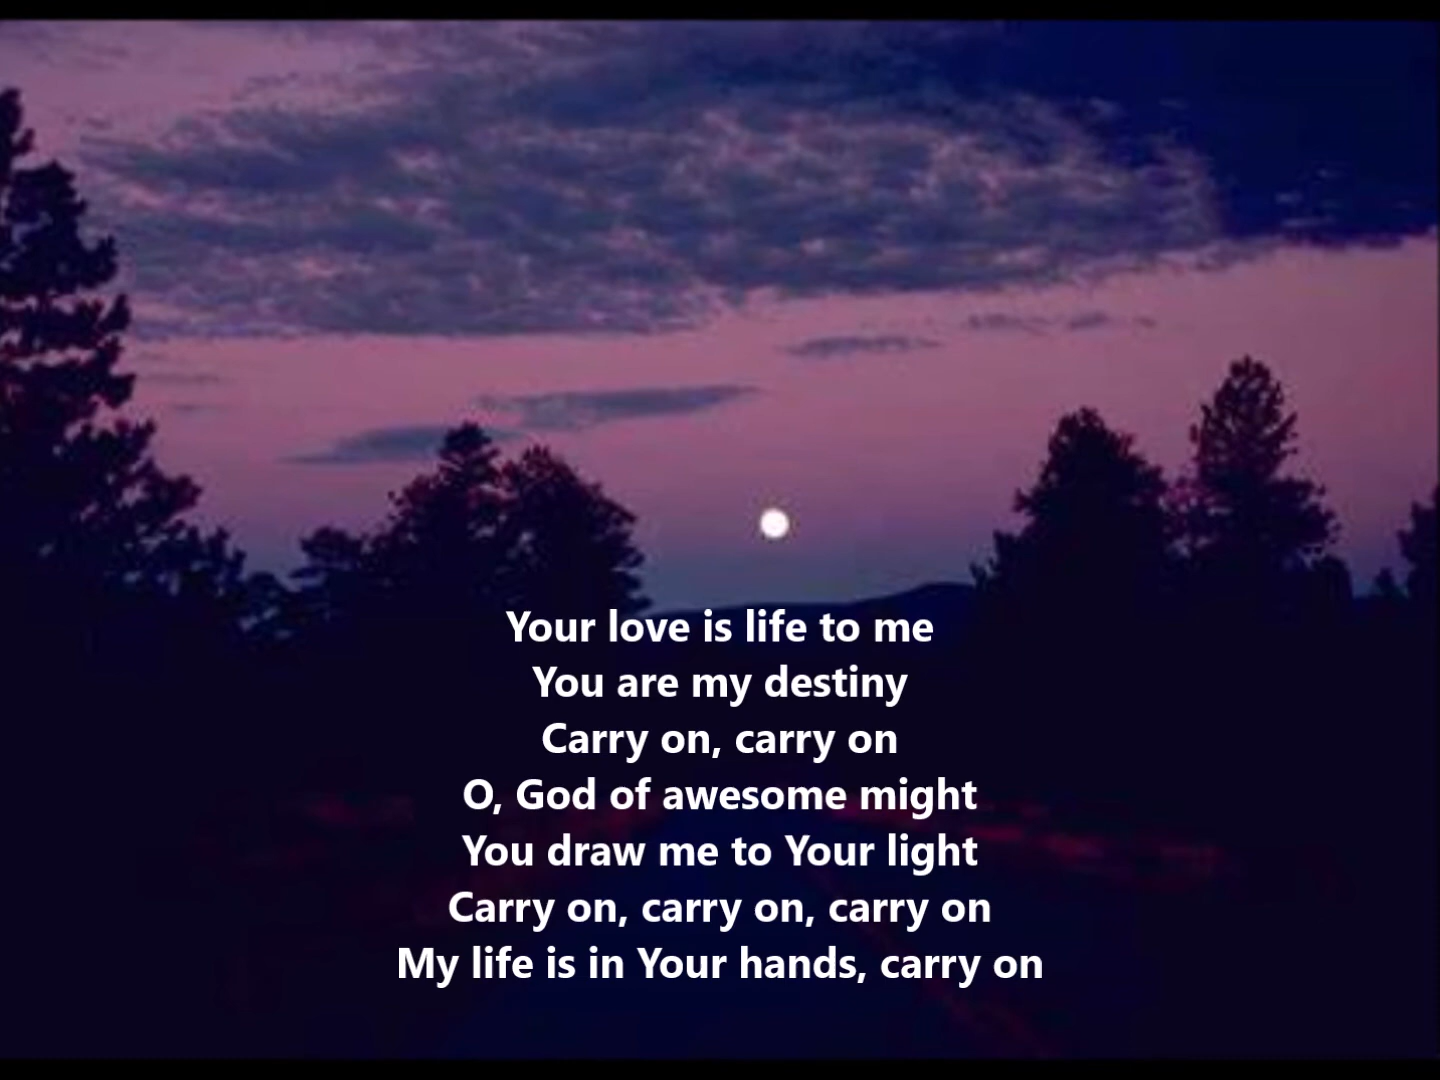 Your love is life to me
You are my destiny
Carry on, carry on
O, God of awesome might
You draw me to Your light
Carry on, carry on, carry on
My life is in Your hands, carry on